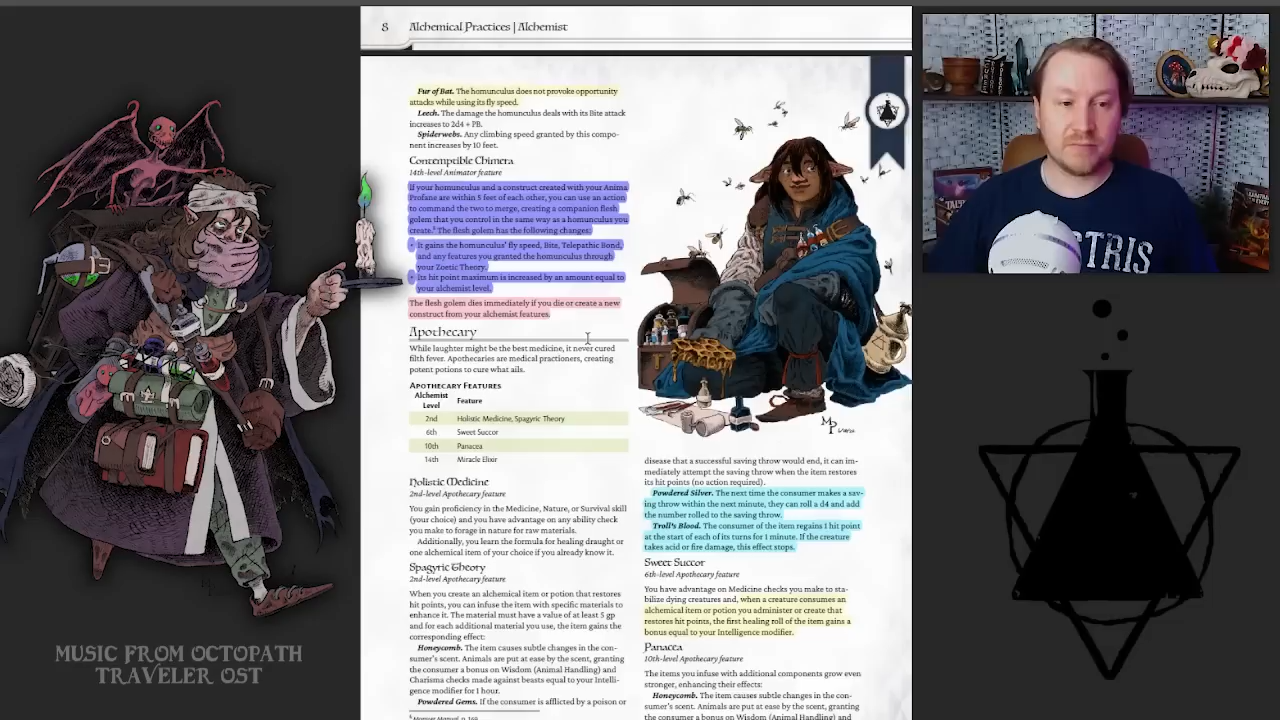 8 Alchemical Practices | Alchemist
Fur of Bat. The homunculus does not provoke opportunity
attacks while using its fly speed.
Leech. The damage the homunculus deals with its Bite attack
increases to 2d4 + PB.
Spiderwebs. Any climbing speed granted by this compo-
nent increases by 10 feet.
Contemptible Chimera
14th-level Animator feature
If your homunculus and a construct created with your Anima
Profane are within 5 feet of each other, you can use an action
to command the two to merge, creating a companion flesh
golem that you control in the same way as a homunculus you
create.⁶ The flesh golem has the following changes:
• It gains the homunculus' fly speed, Bits, Telepathic Bond,
and any features you granted the homunculus through
your Zoetic Theory.
• Its hit point maximum is increased by an amount equal to
your alchemist level.
The flesh golem dies immediately if you die or create a new
construct from your alchemist features.
Apothecary
While laughter might be the best medicine, it never cured
filth fever. Apothecaries are medical practioners, creating
potent potions to cure what ails.
Apothecary Features
Alchemist
Level Feature
2nd Holistic Medicine, Spagyric Theory
6th Sweet Succor
10th Panacea
14th Miracle Elixir
Holistic Medicine
2nd-level Apothecary feature
You gain proficiency in the Medicine, Nature, or Survival skill
(your choice) and you have advantage on any ability check
you make to forage in nature for raw materials.
Additionally, you learn the formula for healing draught or
one alchemical item of your choice if you already know it.
Spagyric Theory
2nd-level Apothecary feature
When you create an alchemical item or potion that restores
hit points, you can infuse the item with specific materials to
enhance it. The material must have a value of at least 5 gp
and for each additional material you use, the item gains the
corresponding effect:
Honeycomb. The item causes subtle changes in the con-
sumer's scent. Animals are put at ease by the scent, granting
the consumer a bonus on Wisdom (Animal Handling) and
Charisma checks made against beasts equal to your Intelli-
gence modifier for 1 hour.
Powdered Gems. If the consumer is afflicted by a poison or
⁶ Monster Manual, p. 169
MP
disease that a successful saving throw would end, it can im-
mediately attempt the saving throw when the item restores
its hit points (no action required).
Powdered Silver. The next time the consumer makes a sav-
ing throw within the next minute, they can roll a d4 and add
the number rolled to the saving throw.
Troll's Blood. The consumer of the item regains 1 hit point
at the start of each of its turns for 1 minute. If the creature
takes acid or fire damage, this effect stops.
Sweet Succor
6th-level Apothecary feature
You have advantage on Medicine checks you make to sta-
bilize dying creatures and, when a creature consumes an
alchemical item or potion you administer or create that
restores hit points, the first healing roll of the item gains a
bonus equal to your Intelligence modifier.
Panacea
10th-level Apothecary feature
The items you infuse with additional components grow even
stronger, enhancing their effects:
Honeycomb. The item causes subtle changes in the con-
sumer's scent. Animals are put at ease by the scent, granting
the consumer a bonus on Wisdom (Animal Handling) and
TRIS
MUSIC FROM OCTOPATH
TRAVELER OST